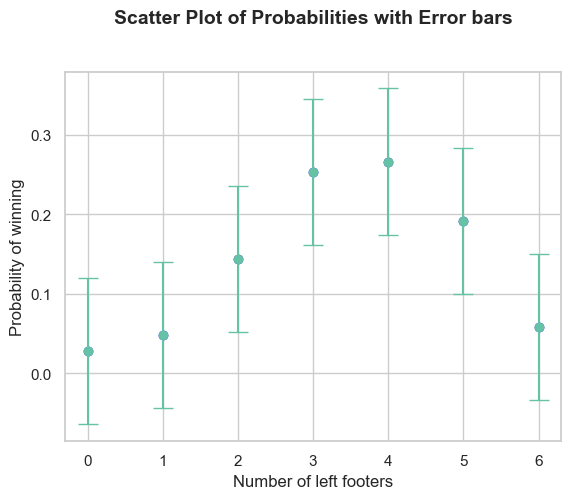 Scatter Plot of Probabilities with Error bars
Probability of winning
0.3
0.2
0.1
0.0
0 1 2 3 4 5 6
Number of left footers